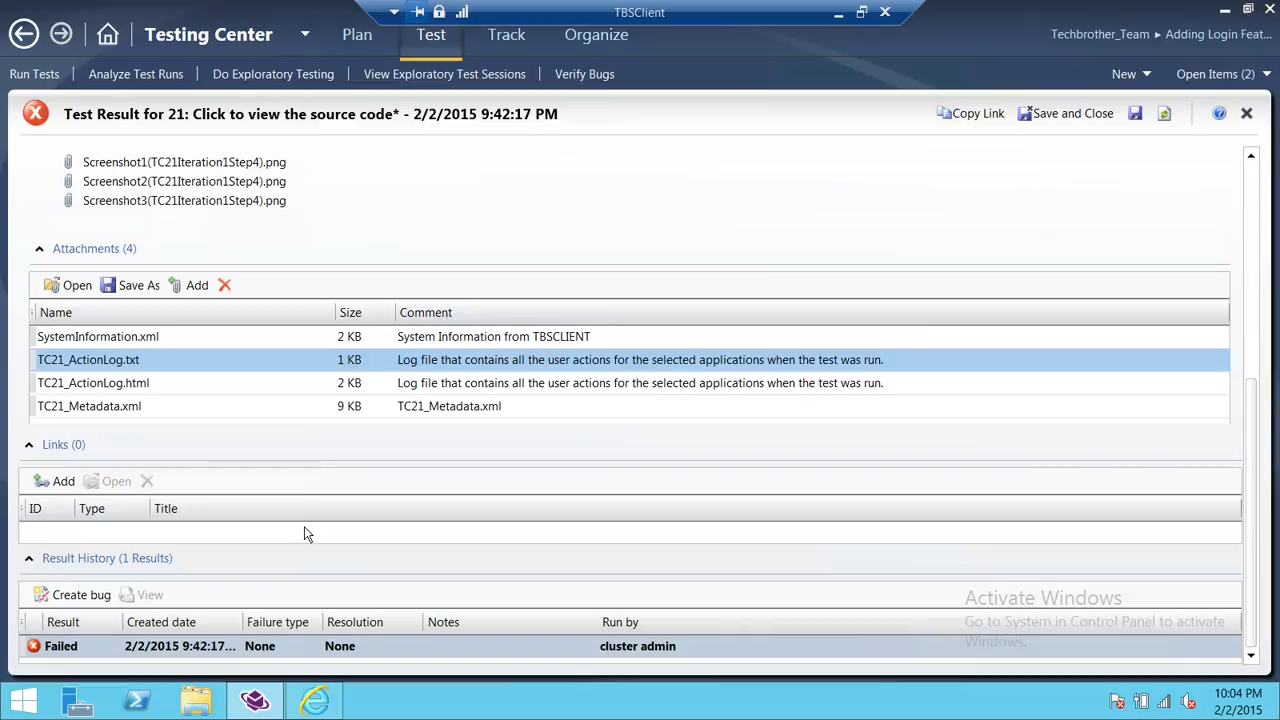 TBSClient
Testing Center Plan Test Track Organize Techbrother_Team ▸ Adding Login Feat...
Run Tests Analyze Test Runs Do Exploratory Testing View Exploratory Test Sessions Verify Bugs New Open Items (2)
Test Result for 21: Click to view the source code* - 2/2/2015 9:42:17 PM Copy Link Save and Close
Screenshot1(TC21Iteration1Step4).png
Screenshot2(TC21Iteration1Step4).png
Screenshot3(TC21Iteration1Step4).png
Attachments (4)
Open Save As Add
Name Size Comment
SystemInformation.xml 2 KB System Information from TBSCLIENT
TC21_ActionLog.txt 1 KB Log file that contains all the user actions for the selected applications when the test was run.
TC21_ActionLog.html 2 KB Log file that contains all the user actions for the selected applications when the test was run.
TC21_Metadata.xml 9 KB TC21_Metadata.xml
Links (0)
Add Open
ID Type Title
Result History (1 Results)
Create bug View
Activate Windows
Go to System in Control Panel to activate
Windows.
Result Created date Failure type Resolution Notes Run by
Failed 2/2/2015 9:42:17... None None cluster admin
10:04 PM
2/2/2015